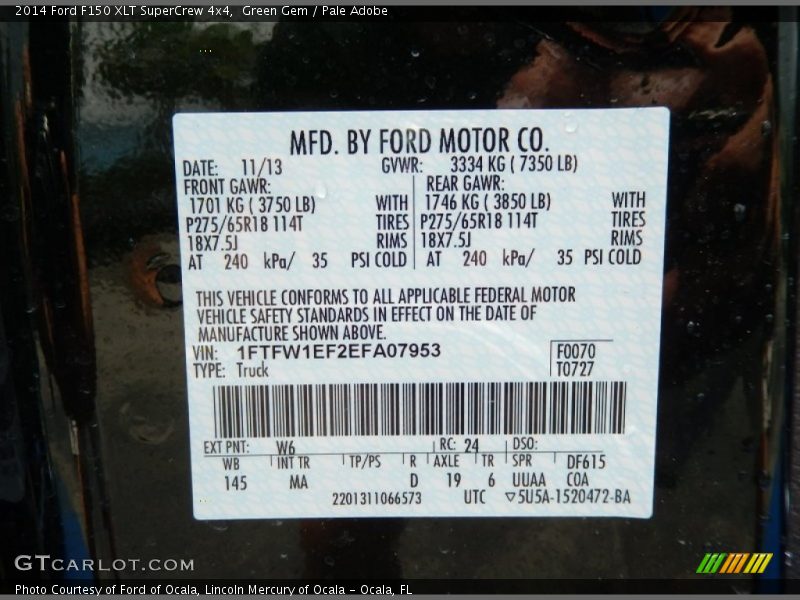 2014 Ford F150 XLT SuperCrew 4x4, Green Gem / Pale Adobe
MFD. BY FORD MOTOR CO.
DATE: 11/13 GVWR: 3334 KG ( 7350 LB)
FRONT GAWR: REAR GAWR:
1701 KG ( 3750 LB) WITH 1746 KG ( 3850 LB) WITH
P275/65R18 114T TIRES P275/65R18 114T TIRES
18X7.5J RIMS 18X7.5J RIMS
AT 240 kPa/ 35 PSI COLD AT 240 kPa/ 35 PSI COLD
THIS VEHICLE CONFORMS TO ALL APPLICABLE FEDERAL MOTOR
VEHICLE SAFETY STANDARDS IN EFFECT ON THE DATE OF
MANUFACTURE SHOWN ABOVE.
VIN: 1FTFW1EF2EFA07953 F0070
TYPE: Truck T0727
EXT PNT: W6 RC: 24 DSO:
WB INT TR TP/PS R AXLE TR SPR DF615
145 MA D 19 6 UUAA COA
2201311066573 UTC ▽5U5A-1520472-BA
GTCARLOT.COM
Photo Courtesy of Ford of Ocala, Lincoln Mercury of Ocala - Ocala, FL